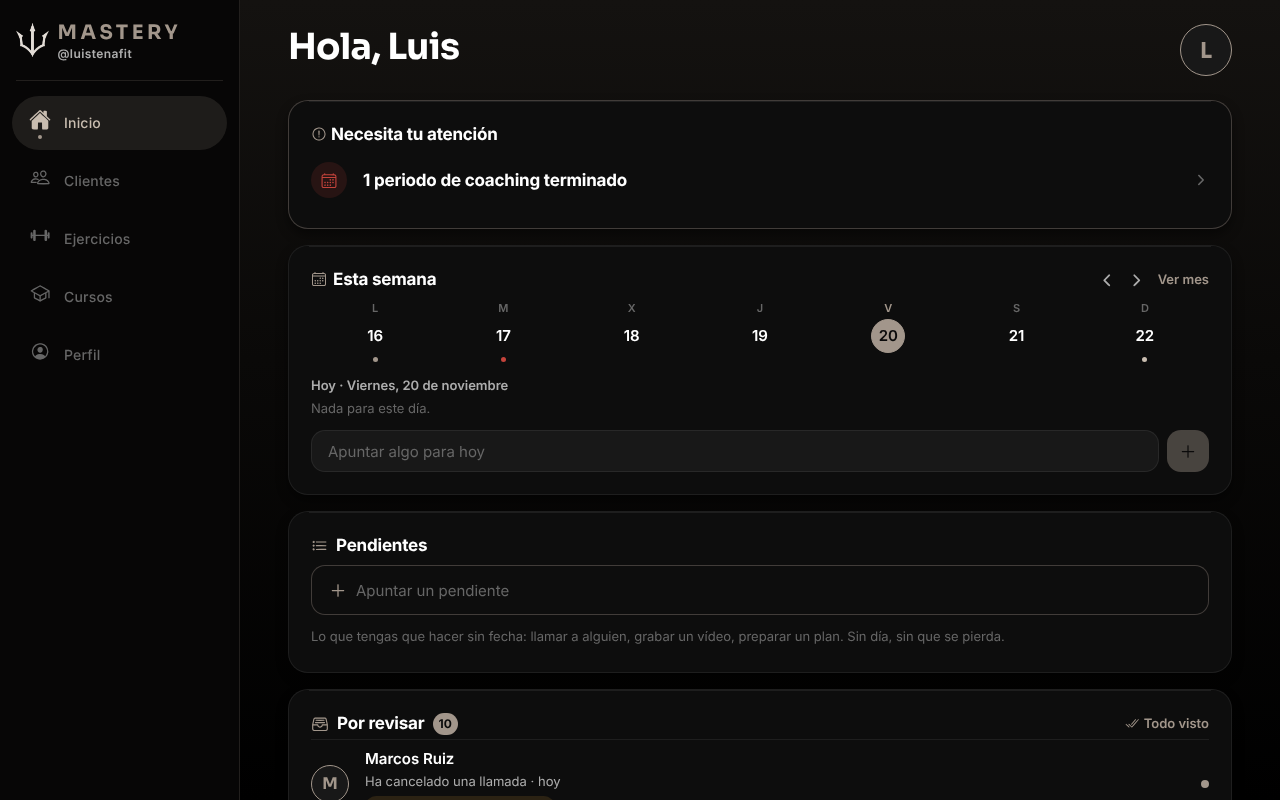 MASTERY
@luistenafit
Inicio
Clientes
Ejercicios
Cursos
Perfil
Hola, Luis
L
Necesita tu atención
1 periodo de coaching terminado
Esta semana
Ver mes
L M X J V S D
16 17 18 19 20 21 22
Hoy · Viernes, 20 de noviembre
Nada para este día.
Apuntar algo para hoy
Pendientes
Apuntar un pendiente
Lo que tengas que hacer sin fecha: llamar a alguien, grabar un vídeo, preparar un plan. Sin día, sin que se pierda.
Por revisar 10
Todo visto
M
Marcos Ruiz
Ha cancelado una llamada · hoy